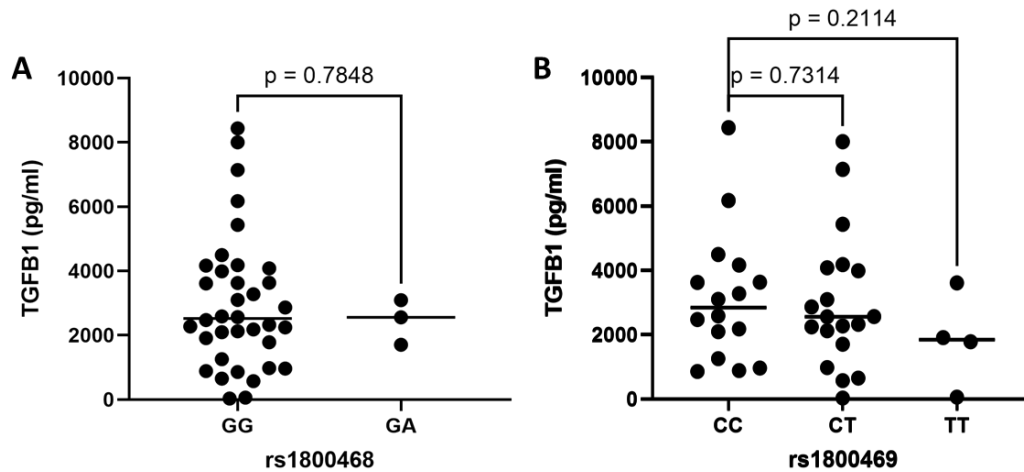 A
p = 0.7848
10000
8000
6000
4000
2000
0
TGFB1 (pg/ml)
GG
GA
rs1800468
B
p = 0.2114
p = 0.7314
10000
8000
6000
4000
2000
0
TGFB1 (pg/ml)
CC
CT
TT
rs1800469